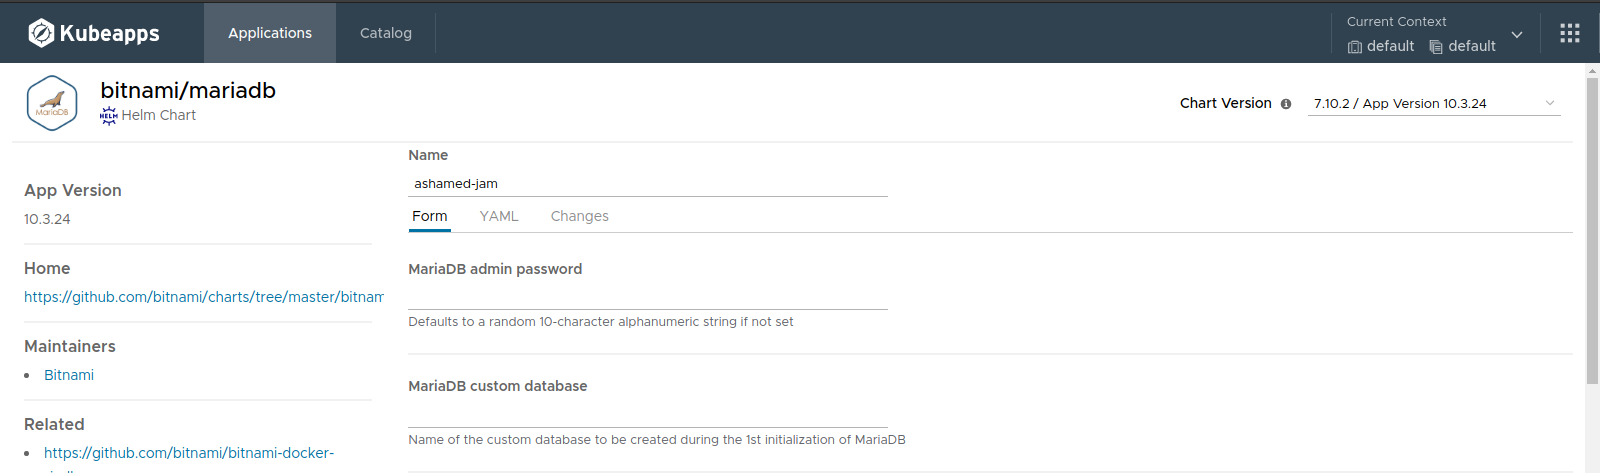 Kubeapps
Applications
Catalog
Current Context
default default
MariaDB
bitnami/mariadb
HELM Helm Chart
Chart Version
7.10.2 / App Version 10.3.24
App Version
10.3.24
Home
https://github.com/bitnami/charts/tree/master/bitnam
Maintainers
Bitnami
Related
https://github.com/bitnami/bitnami-docker-
Name
ashamed-jam
Form YAML Changes
MariaDB admin password
Defaults to a random 10-character alphanumeric string if not set
MariaDB custom database
Name of the custom database to be created during the 1st initialization of MariaDB